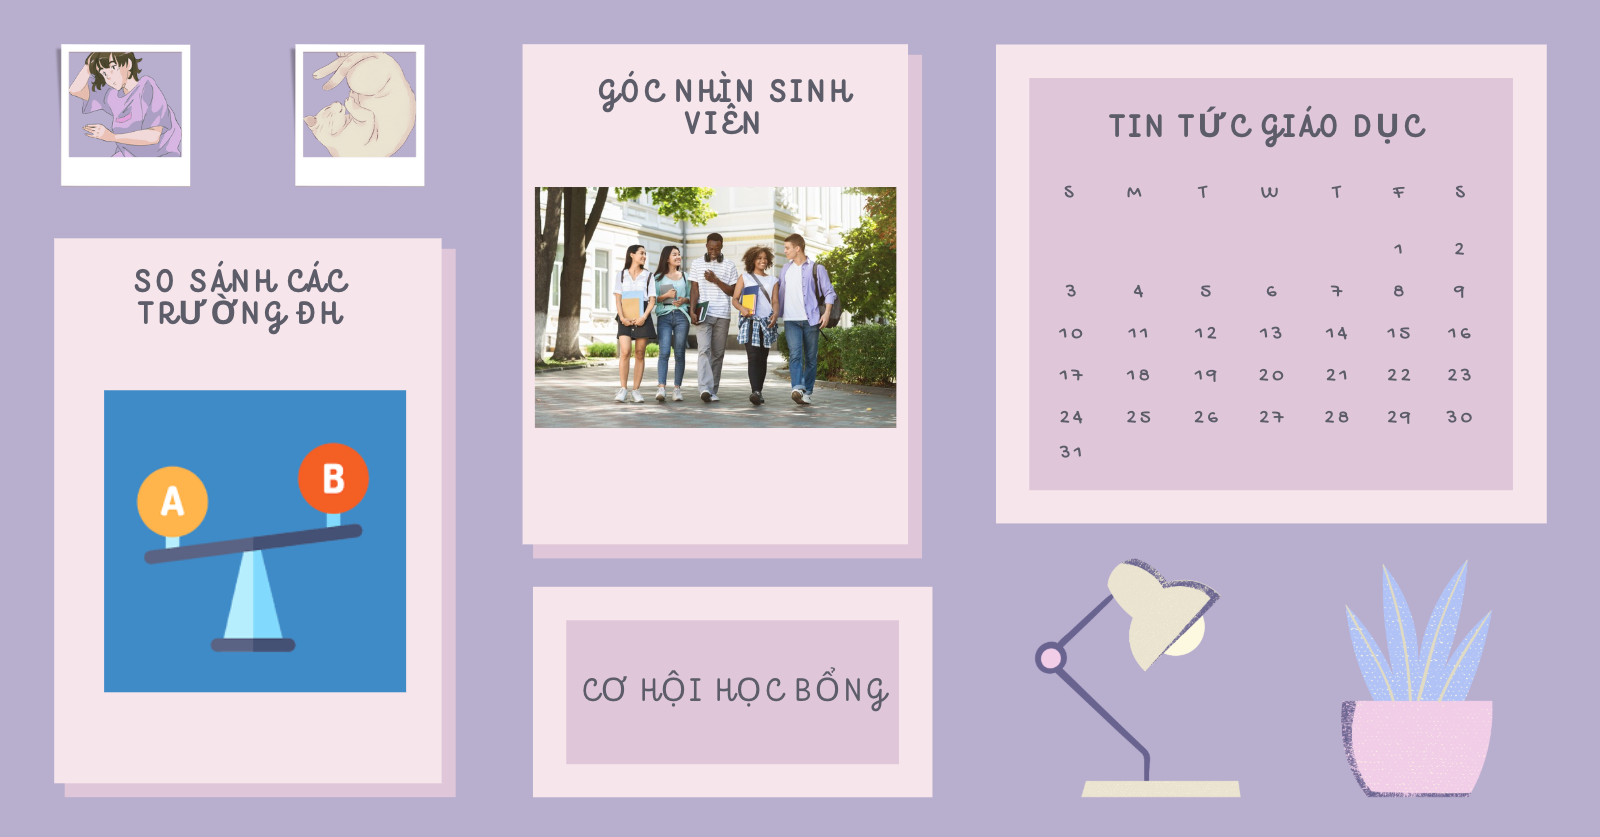 SO SÁNH CÁC
TRƯỜNG ĐH
A
B
GÓC NHÌN SINH
VIÊN
CƠ HỘI HỌC BỔNG
TIN TỨC GIÁO DỤC
S M T W T F S
1 2
3 4 5 6 7 8 9
10 11 12 13 14 15 16
17 18 19 20 21 22 23
24 25 26 27 28 29 30
31